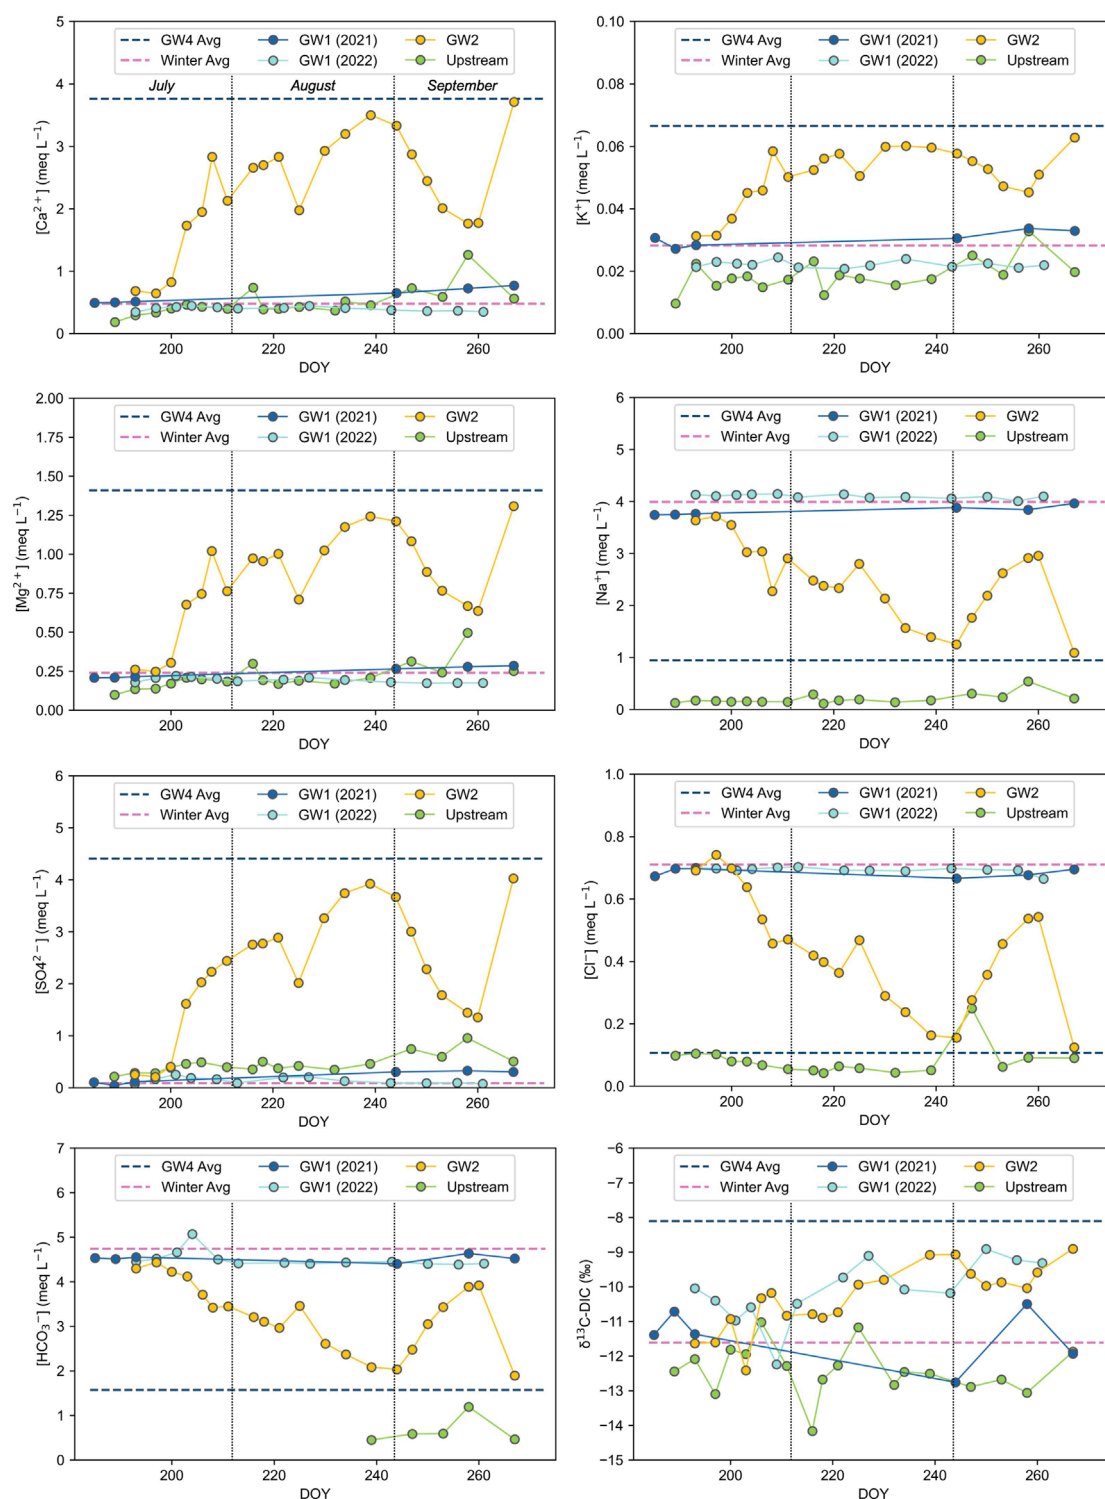 GW4 Avg GW1 (2021) GW2
Winter Avg GW1 (2022) Upstream
July August September
[Ca²⁺] (meq L⁻¹)
5
4
3
2
1
0
200 220 240 260
DOY
GW4 Avg GW1 (2021) GW2
Winter Avg GW1 (2022) Upstream
[K⁺] (meq L⁻¹)
0.10
0.08
0.06
0.04
0.02
0.00
200 220 240 260
DOY
GW4 Avg GW1 (2021) GW2
Winter Avg GW1 (2022) Upstream
[Mg²⁺] (meq L⁻¹)
2.00
1.75
1.50
1.25
1.00
0.75
0.50
0.25
0.00
200 220 240 260
DOY
GW4 Avg GW1 (2021) GW2
Winter Avg GW1 (2022) Upstream
[Na⁺] (meq L⁻¹)
6
5
4
3
2
1
0
200 220 240 260
DOY
GW4 Avg GW1 (2021) GW2
Winter Avg GW1 (2022) Upstream
[SO4²⁻] (meq L⁻¹)
6
5
4
3
2
1
0
200 220 240 260
DOY
GW4 Avg GW1 (2021) GW2
Winter Avg GW1 (2022) Upstream
[Cl⁻] (meq L⁻¹)
1.0
0.8
0.6
0.4
0.2
0.0
200 220 240 260
DOY
GW4 Avg GW1 (2021) GW2
Winter Avg GW1 (2022) Upstream
[HCO₃⁻] (meq L⁻¹)
7
6
5
4
3
2
1
0
200 220 240 260
DOY
GW4 Avg GW1 (2021) GW2
Winter Avg GW1 (2022) Upstream
δ¹³C-DIC (‰)
−6
−7
−8
−9
−10
−11
−12
−13
−14
−15
200 220 240 260
DOY